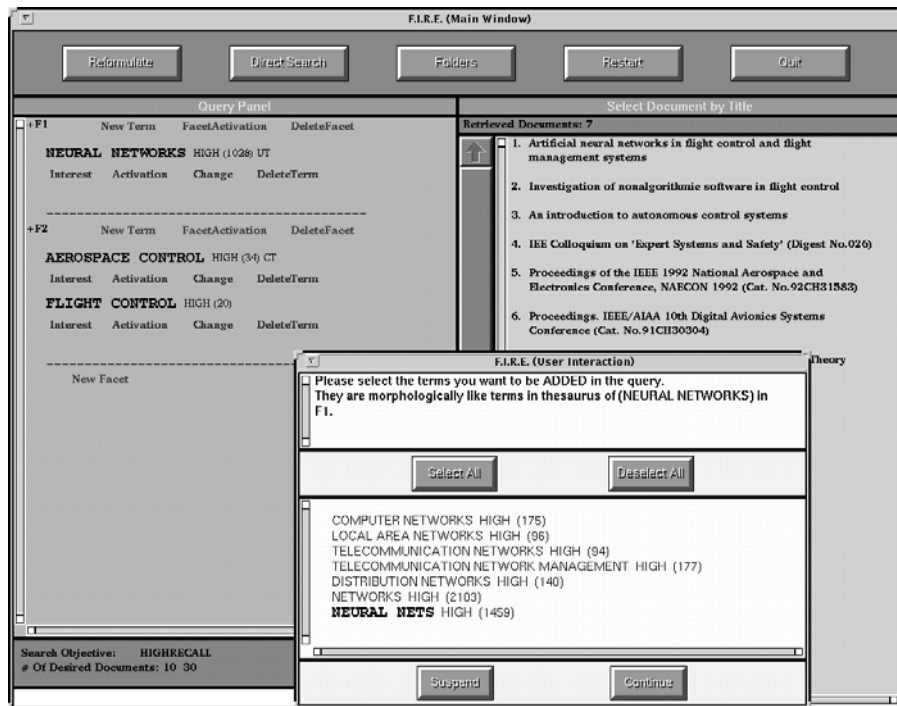 F.I.R.E. (Main Window)
Reformulate
Direct Search
Folders
Restart
Quit
Query Panel
Select Document by Title
+F1 New Term FacetActivation DeleteFacet
NEURAL NETWORKS HIGH (1028) UT
Interest Activation Change DeleteTerm
+F2 New Term FacetActivation DeleteFacet
AEROSPACE CONTROL HIGH (34) CT
Interest Activation Change DeleteTerm
FLIGHT CONTROL HIGH (20)
Interest Activation Change DeleteTerm
New Facet
Retrieved Documents: 7
1. Artificial neural networks in flight control and flight
management systems
2. Investigation of nonalgorithmic software in flight control
3. An introduction to autonomous control systems
4. IEE Colloquium on 'Expert Systems and Safety' (Digest No.026)
5. Proceedings of the IEEE 1992 National Aerospace and
Electronics Conference, NAECON 1992 (Cat. No.92CH31583)
6. Proceedings. IEEE/AIAA 10th Digital Avionics Systems
Conference (Cat. No.91CH30304)
Theory
F.I.R.E. (User Interaction)
Please select the terms you want to be ADDED in the query.
They are morphologically like terms in thesaurus of (NEURAL NETWORKS) in
F1.
Select All
Deselect All
COMPUTER NETWORKS HIGH (175)
LOCAL AREA NETWORKS HIGH (96)
TELECOMMUNICATION NETWORKS HIGH (94)
TELECOMMUNICATION NETWORK MANAGEMENT HIGH (177)
DISTRIBUTION NETWORKS HIGH (140)
NETWORKS HIGH (2103)
NEURAL NETS HIGH (1459)
Suspend
Continue
Search Objective: HIGHRECALL
# Of Desired Documents: 10 30